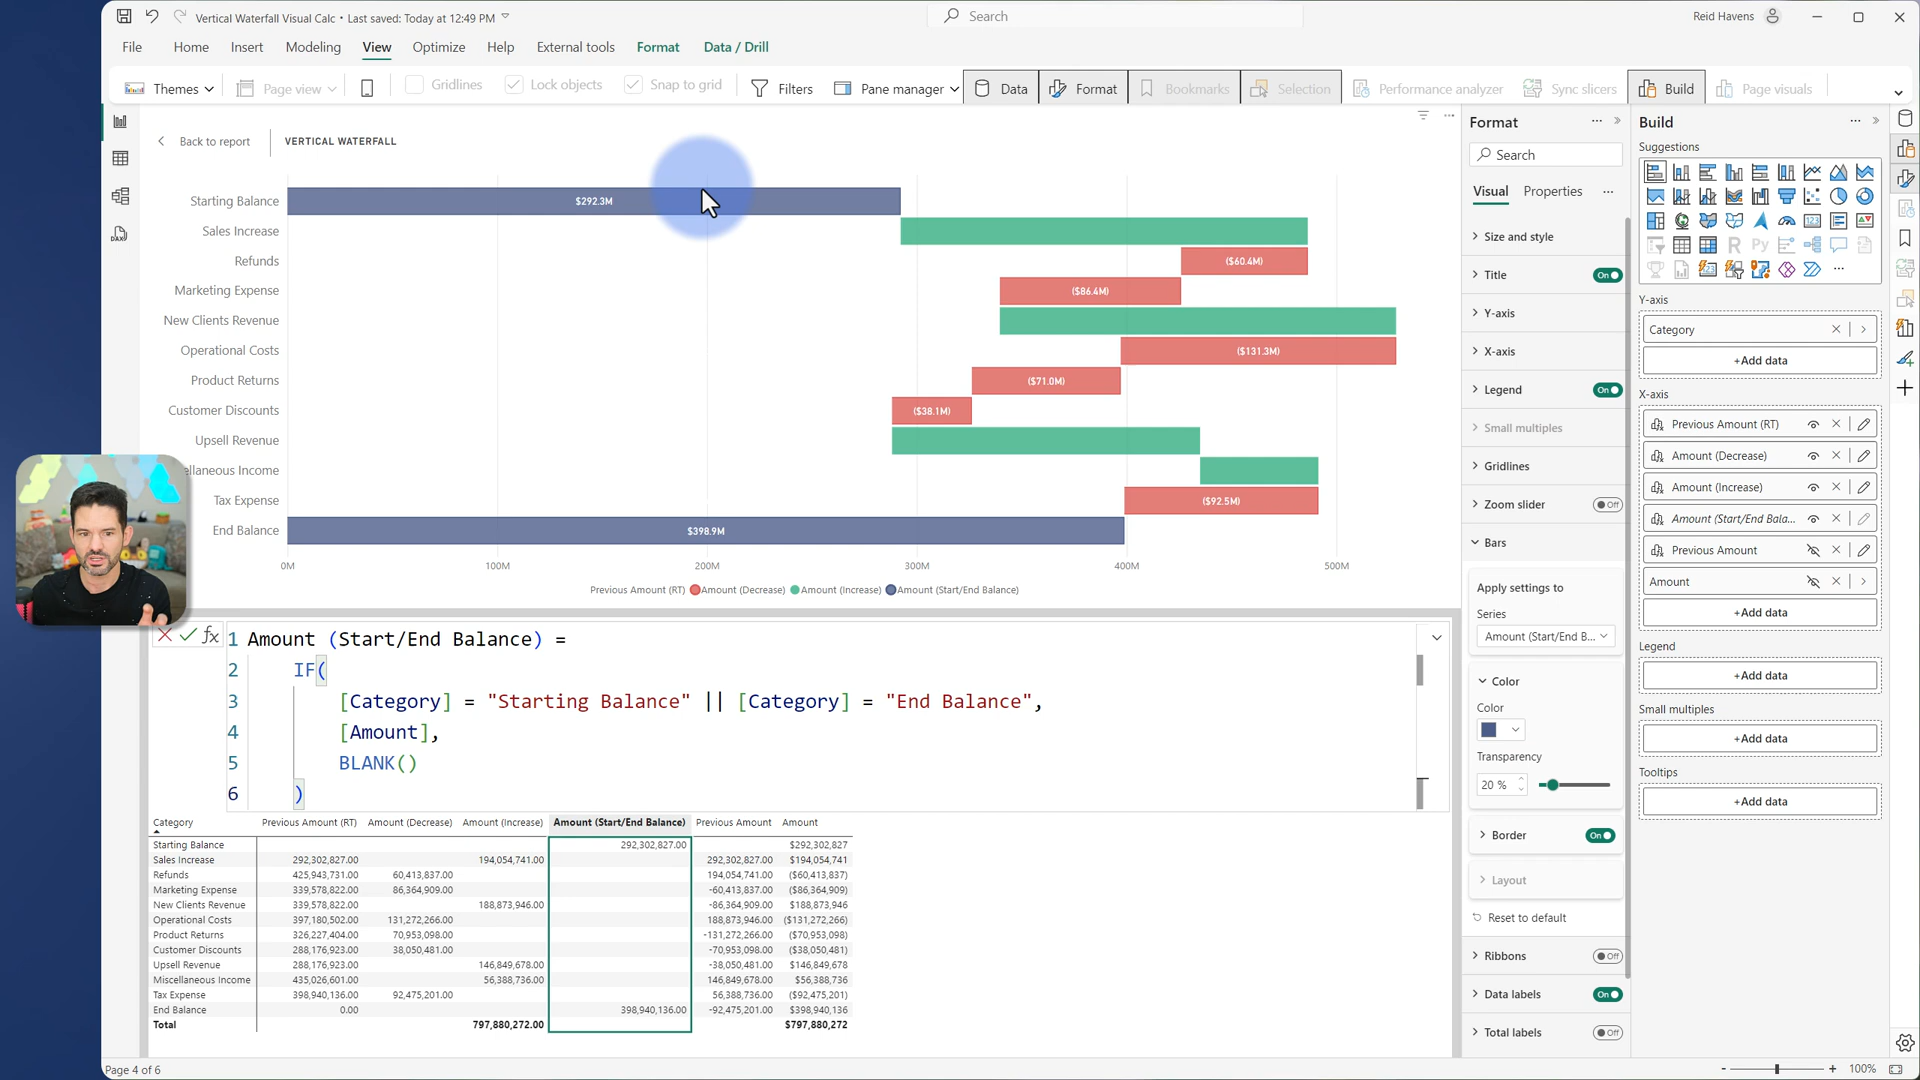 Vertical Waterfall Visual Calc • Last saved: Today at 12:49 PM
Search
Reid Havens
File Home Insert Modeling View Optimize Help External tools Format Data / Drill
Themes Page view Gridlines Lock objects Snap to grid Filters Pane manager Data Format Bookmarks Selection Performance analyzer Sync slicers Build Page visuals
Back to report VERTICAL WATERFALL
Starting Balance $292.3M
Sales Increase
Refunds ($60.4M)
Marketing Expense ($86.4M)
New Clients Revenue
Operational Costs ($131.3M)
Product Returns ($71.0M)
Customer Discounts ($38.1M)
Upsell Revenue
ellaneous Income
Tax Expense ($92.5M)
End Balance $398.9M
0M 100M 200M 300M 400M 500M
Previous Amount (RT) Amount (Decrease) Amount (Increase) Amount (Start/End Balance)
fx
1 Amount (Start/End Balance) =
2 IF(
3 [Category] = "Starting Balance" || [Category] = "End Balance",
4 [Amount],
5 BLANK()
6 )
Category Previous Amount (RT) Amount (Decrease) Amount (Increase) Amount (Start/End Balance) Previous Amount Amount
Starting Balance 292,302,827.00 $292,302,827
Sales Increase 292,302,827.00 194,054,741.00 292,302,827.00 $194,054,741
Refunds 425,943,731.00 60,413,837.00 194,054,741.00 ($60,413,837)
Marketing Expense 339,578,822.00 86,364,909.00 -60,413,837.00 ($86,364,909)
New Clients Revenue 339,578,822.00 188,873,946.00 -86,364,909.00 $188,873,946
Operational Costs 397,180,502.00 131,272,266.00 188,873,946.00 ($131,272,266)
Product Returns 326,227,404.00 70,953,098.00 -131,272,266.00 ($70,953,098)
Customer Discounts 288,176,923.00 38,050,481.00 -70,953,098.00 ($38,050,481)
Upsell Revenue 288,176,923.00 146,849,678.00 -38,050,481.00 $146,849,678
Miscellaneous Income 435,026,601.00 56,388,736.00 146,849,678.00 $56,388,736
Tax Expense 398,940,136.00 92,475,201.00 56,388,736.00 ($92,475,201)
End Balance 0.00 398,940,136.00 -92,475,201.00 $398,940,136
Total 797,880,272.00 $797,880,272
Page 4 of 6
Format
Search
Visual Properties
Size and style
Title On
Y-axis
X-axis
Legend On
Small multiples
Gridlines
Zoom slider Off
Bars
Apply settings to
Series
Amount (Start/End B...
Color
Color
Transparency
20 %
Border On
Layout
Reset to default
Ribbons Off
Data labels On
Total labels Off
Build
Suggestions
R Py
123
Y-axis
Category
+Add data
X-axis
Previous Amount (RT)
Amount (Decrease)
Amount (Increase)
Amount (Start/End Bala...
Previous Amount
Amount
+Add data
Legend
+Add data
Small multiples
+Add data
Tooltips
+Add data
- + 100%